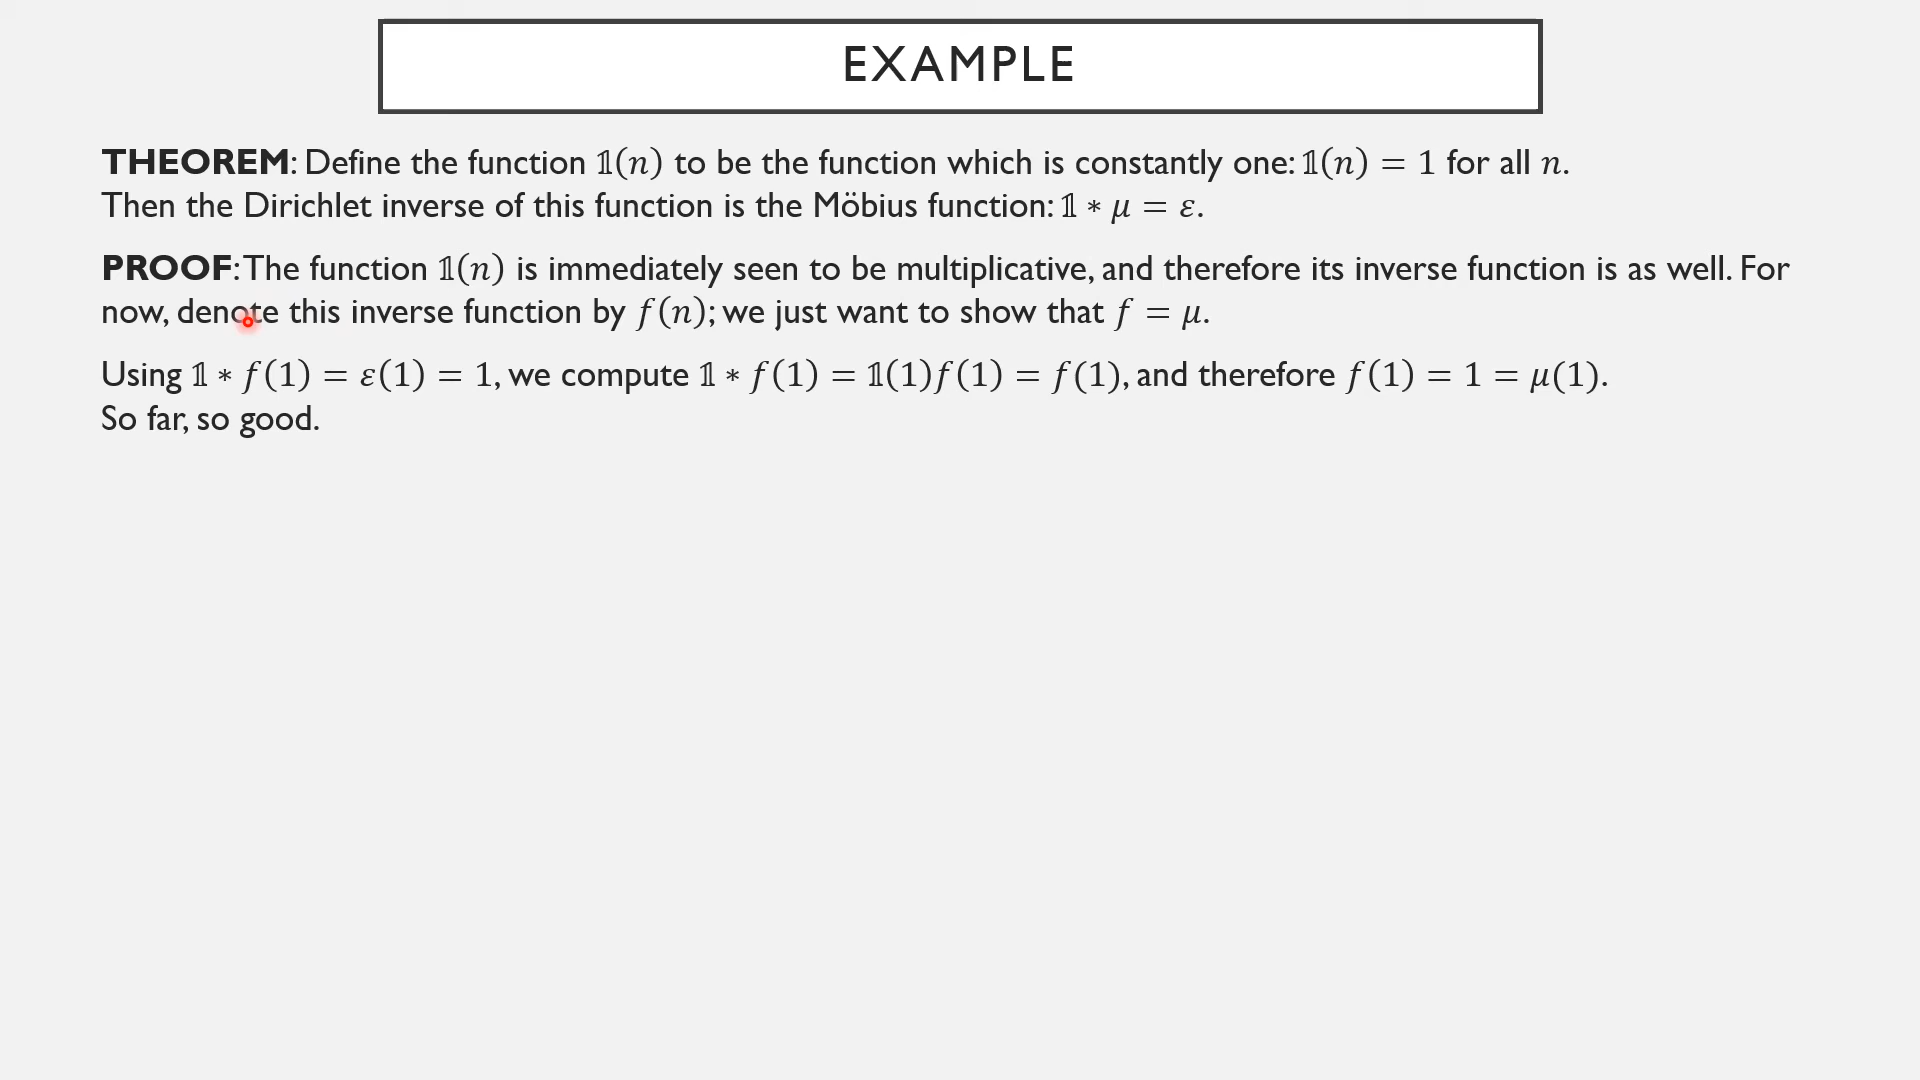 EXAMPLE
THEOREM: Define the function 𝟙(n) to be the function which is constantly one: 𝟙(n) = 1 for all n.
Then the Dirichlet inverse of this function is the Möbius function: 𝟙 ∗ μ = ε.
PROOF: The function 𝟙(n) is immediately seen to be multiplicative, and therefore its inverse function is as well. For
now, denote this inverse function by f(n); we just want to show that f = μ.
Using 𝟙 ∗ f(1) = ε(1) = 1, we compute 𝟙 ∗ f(1) = 𝟙(1)f(1) = f(1), and therefore f(1) = 1 = μ(1).
So far, so good.